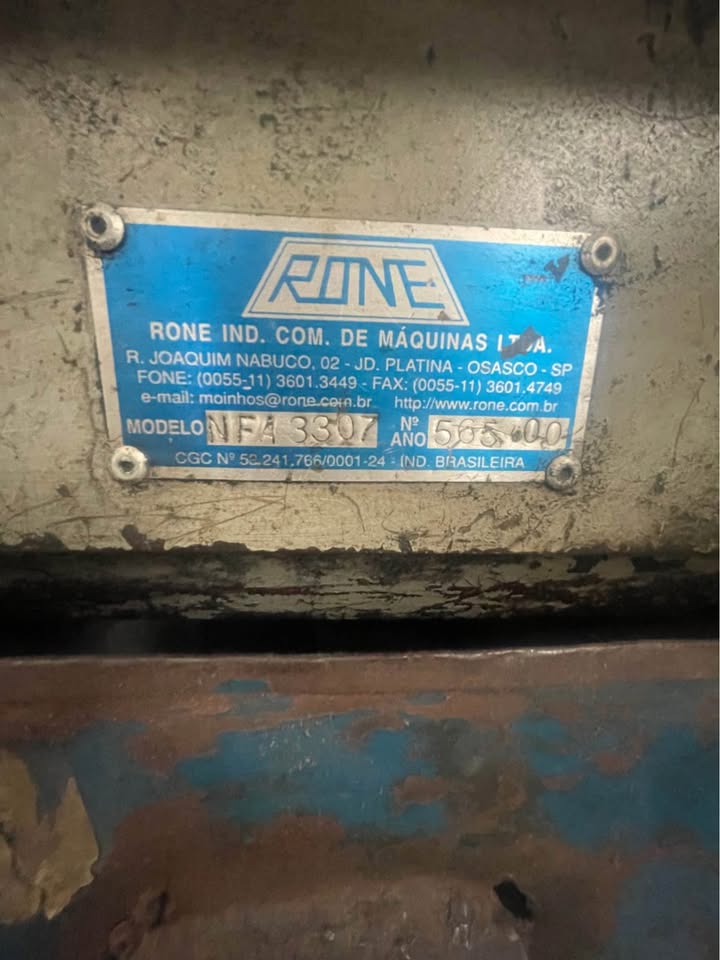 RONE
RONE IND. COM. DE MÁQUINAS LTDA.
R. JOAQUIM NABUCO, 02 - JD. PLATINA - OSASCO - SP
FONE: (0055-11) 3601.3449 - FAX: (0055-11) 3601.4749
e-mail: moinhos@rone.com.br http://www.rone.com.br
MODELO NFA 3307 Nº ANO 565 00
CGC Nº 58.241.766/0001-24 - IND. BRASILEIRA